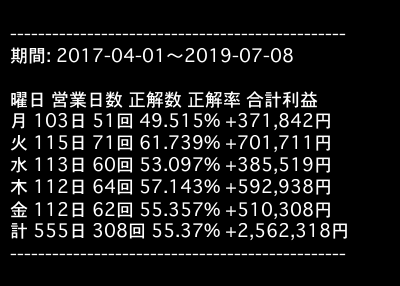 ------------------------------------------------
期間: 2017-04-01〜2019-07-08
曜日 営業日数 正解数 正解率 合計利益
月 103日 51回 49.515% +371,842円
火 115日 71回 61.739% +701,711円
水 113日 60回 53.097% +385,519円
木 112日 64回 57.143% +592,938円
金 112日 62回 55.357% +510,308円
計 555日 308回 55.37% +2,562,318円
------------------------------------------------